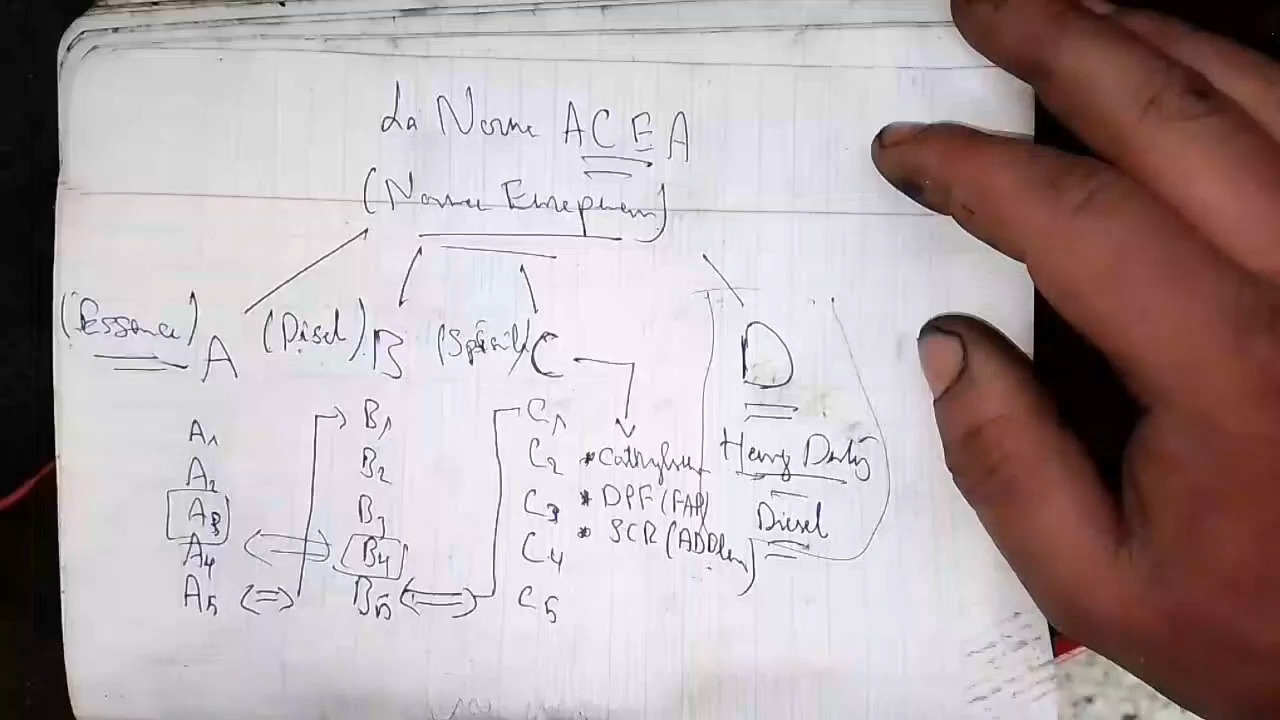 La Norme ACEA
(Norme Européenne)
(Essence) A (Diésel) B (Spécial) C D
A1 B1 C1
A2 B2 C2
A3 B3 C3
A4 B4 C4
A5 B5 C5
* Catalyseur
* DPF (FAP)
* SCR (ADBlue)
Heavy Duty
Diesel